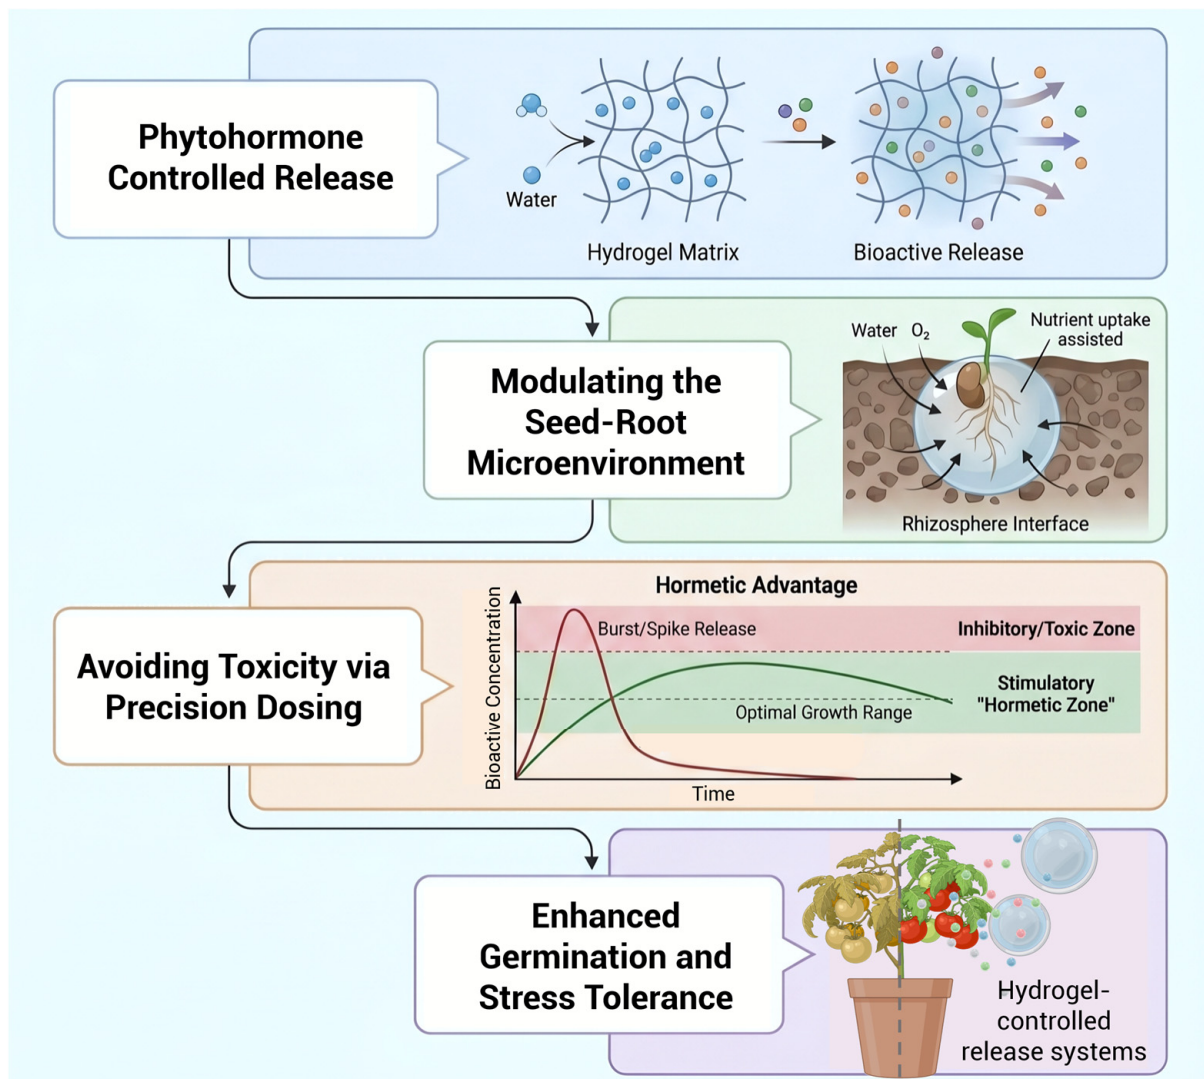 Phytohormone
Controlled Release
Water
Hydrogel Matrix
Bioactive Release
Modulating the
Seed-Root
Microenvironment
Water O₂
Nutrient uptake
assisted
Rhizosphere Interface
Avoiding Toxicity via
Precision Dosing
Hormetic Advantage
Bioactive Concentration
Burst/Spike Release
Inhibitory/Toxic Zone
Stimulatory
"Hormetic Zone"
Optimal Growth Range
Time
Enhanced
Germination and
Stress Tolerance
Hydrogel-
controlled
release systems